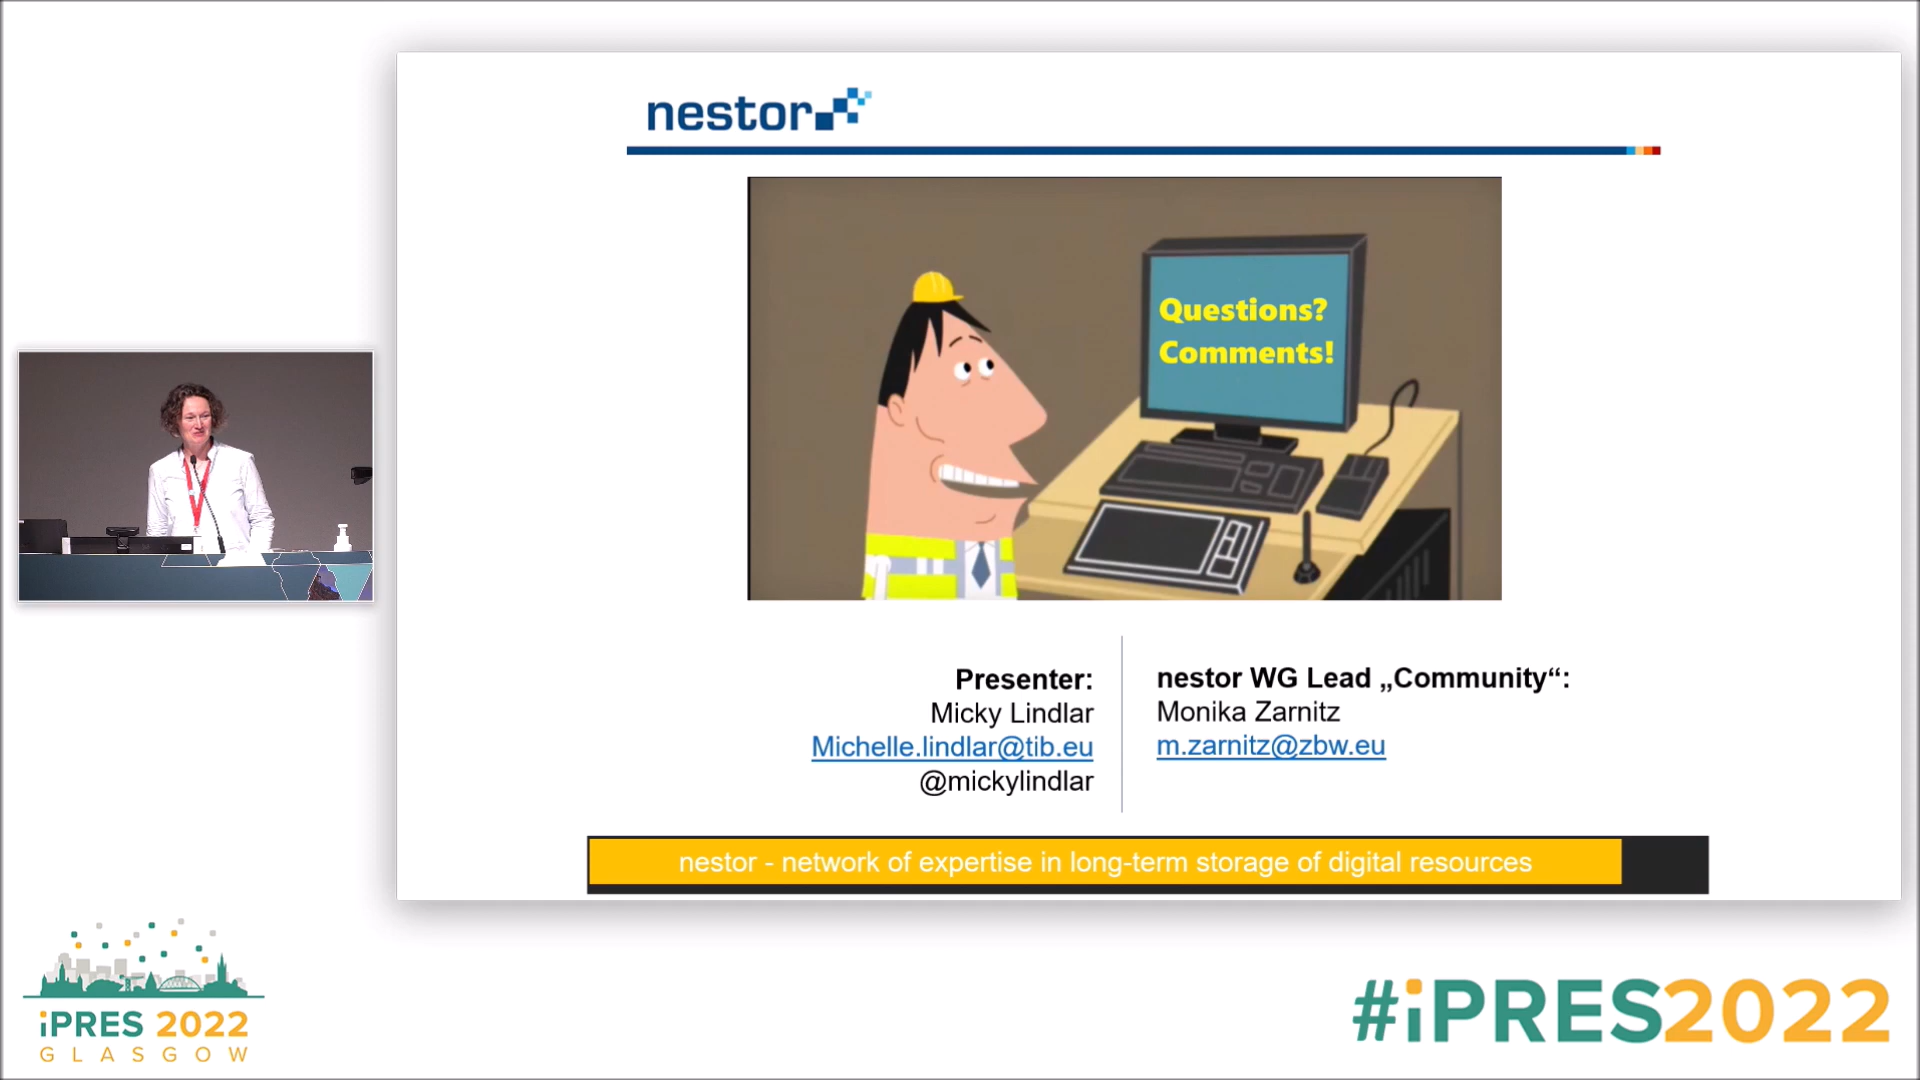 nestor
Questions?
Comments!
Presenter:
Micky Lindlar
Michelle.lindlar@tib.eu
@mickylindlar
nestor WG Lead „Community“:
Monika Zarnitz
m.zarnitz@zbw.eu
nestor - network of expertise in long-term storage of digital resources
iPRES 2022
GLASGOW
#iPRES2022